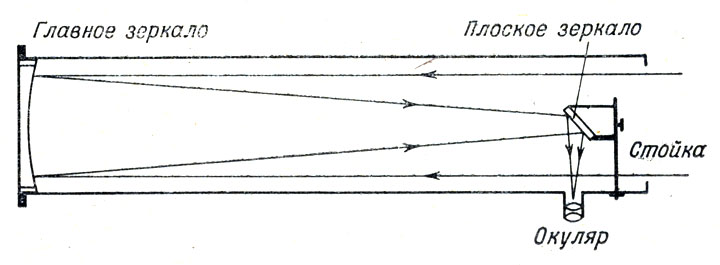 Главное зеркало
Плоское зеркало
Стойка
Окуляр